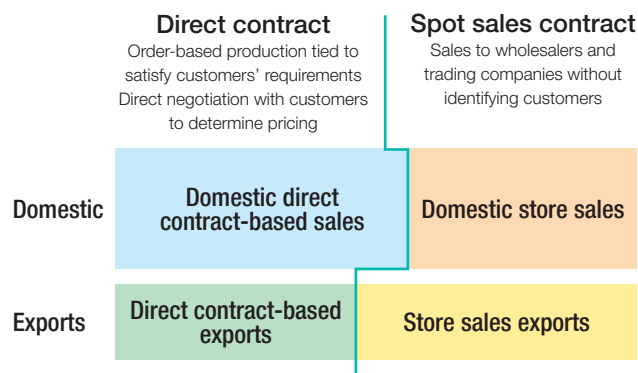 Direct contract
Order-based production tied to
satisfy customers' requirements
Direct negotiation with customers
to determine pricing
Spot sales contract
Sales to wholesalers and
trading companies without
identifying customers
Domestic
Domestic direct
contract-based sales
Domestic store sales
Exports
Direct contract-based
exports
Store sales exports